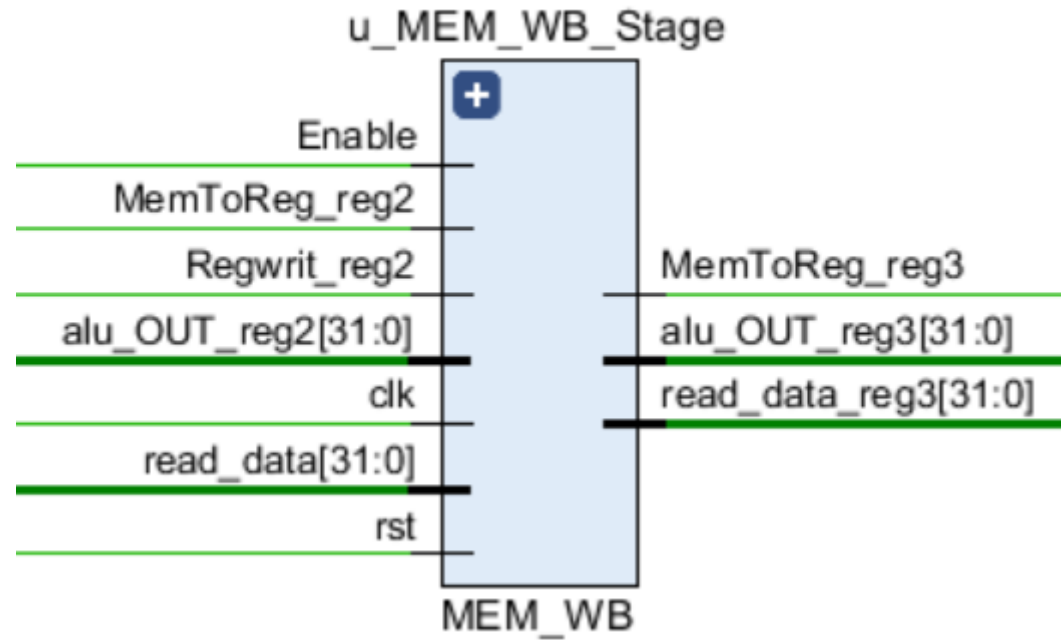 u_MEM_WB_Stage
Enable
MemToReg_reg2
Regwrit_reg2
MemToReg_reg3
alu_OUT_reg2[31:0]
alu_OUT_reg3[31:0]
clk
read_data_reg3[31:0]
read_data[31:0]
rst
MEM_WB